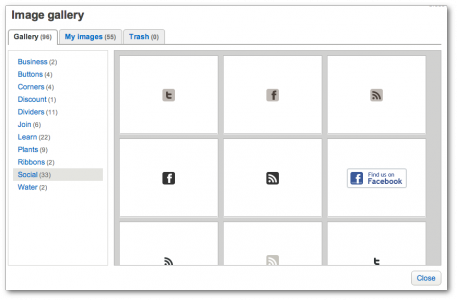 Image gallery
Gallery (96)
My images (55)
Trash (0)
Business (2)
Buttons (4)
Corners (4)
Discount (1)
Dividers (11)
Join (6)
Learn (22)
Plants (9)
Ribbons (2)
Social (33)
Water (2)
Find us on
Facebook
Close